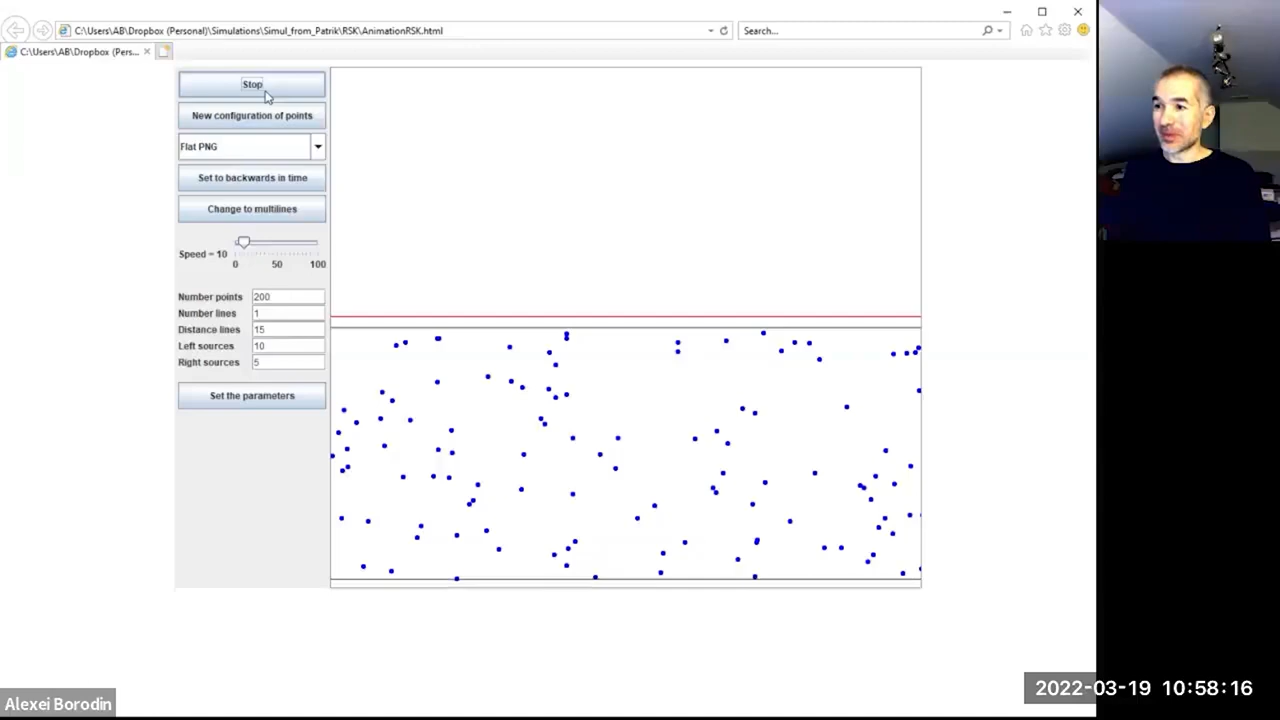 C:\Users\AB\Dropbox (Personal)\Simulations\Simul_from_Patrik\RSK\AnimationRSK.html
Search...
C:\Users\AB\Dropbox (Pers...
Stop
New configuration of points
Flat PNG
Set to backwards in time
Change to multilines
Speed = 10
0 50 100
Number points 200
Number lines 1
Distance lines 15
Left sources 10
Right sources 5
Set the parameters
2022-03-19 10:58:16
Alexei Borodin